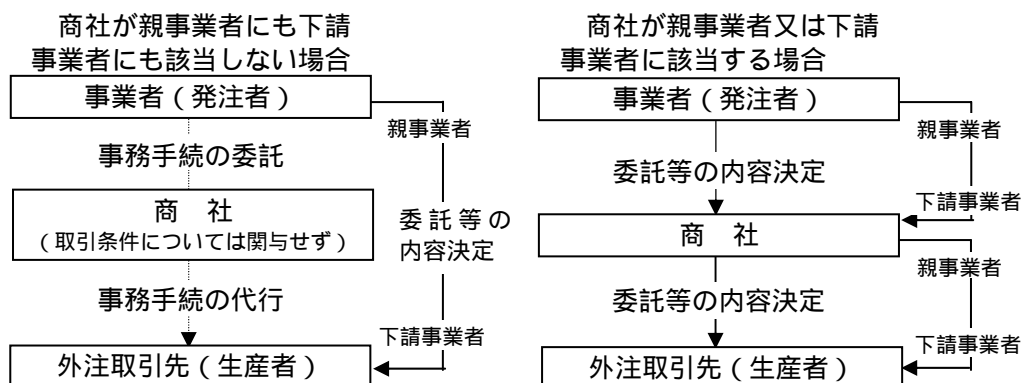 商社が親事業者にも下請
事業者にも該当しない場合
事業者（発注者）
親事業者
事務手続の委託
商　社
（取引条件については関与せず）
委託等の
内容決定
事務手続の代行
下請事業者
外注取引先（生産者）
商社が親事業者又は下請
事業者に該当する場合
事業者（発注者）
親事業者
委託等の内容決定
下請事業者
商　社
親事業者
委託等の内容決定
下請事業者
外注取引先（生産者）